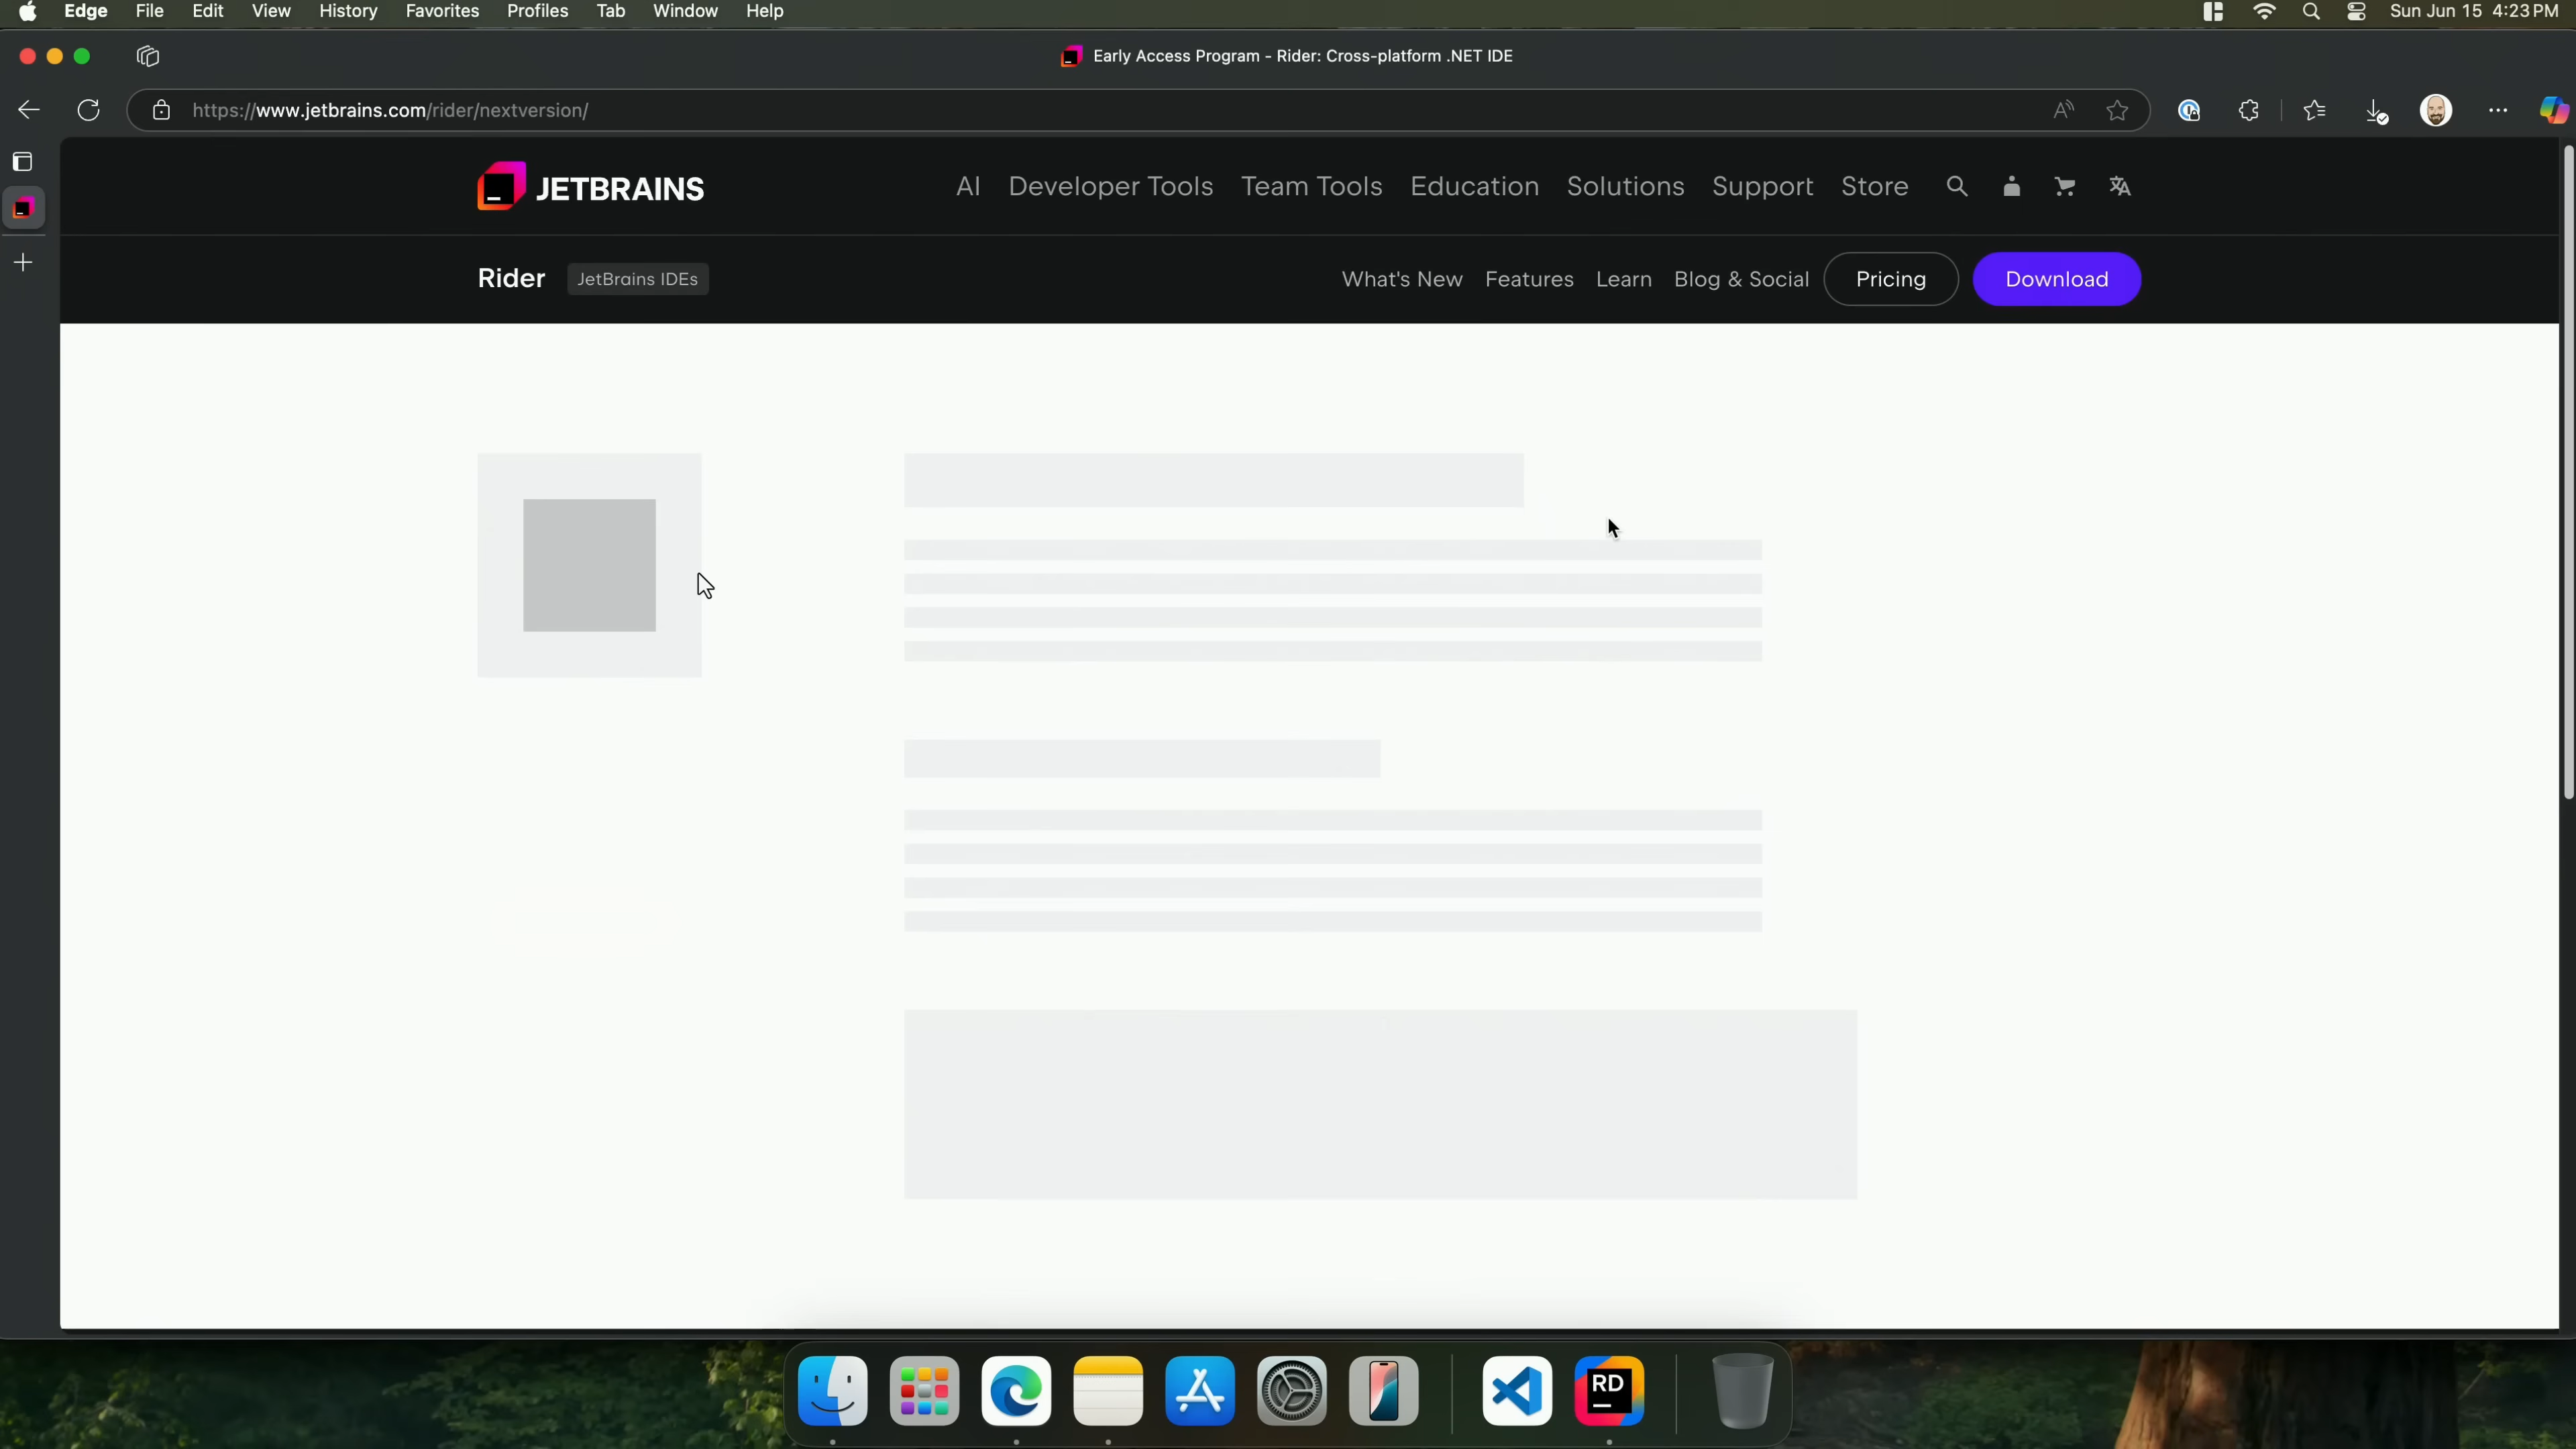 Edge File Edit View History Favorites Profiles Tab Window Help Sun Jun 15 4:23 PM
Early Access Program - Rider: Cross-platform .NET IDE
https://www.jetbrains.com/rider/nextversion/
JETBRAINS AI Developer Tools Team Tools Education Solutions Support Store
Rider JetBrains IDEs What's New Features Learn Blog & Social Pricing Download
RD